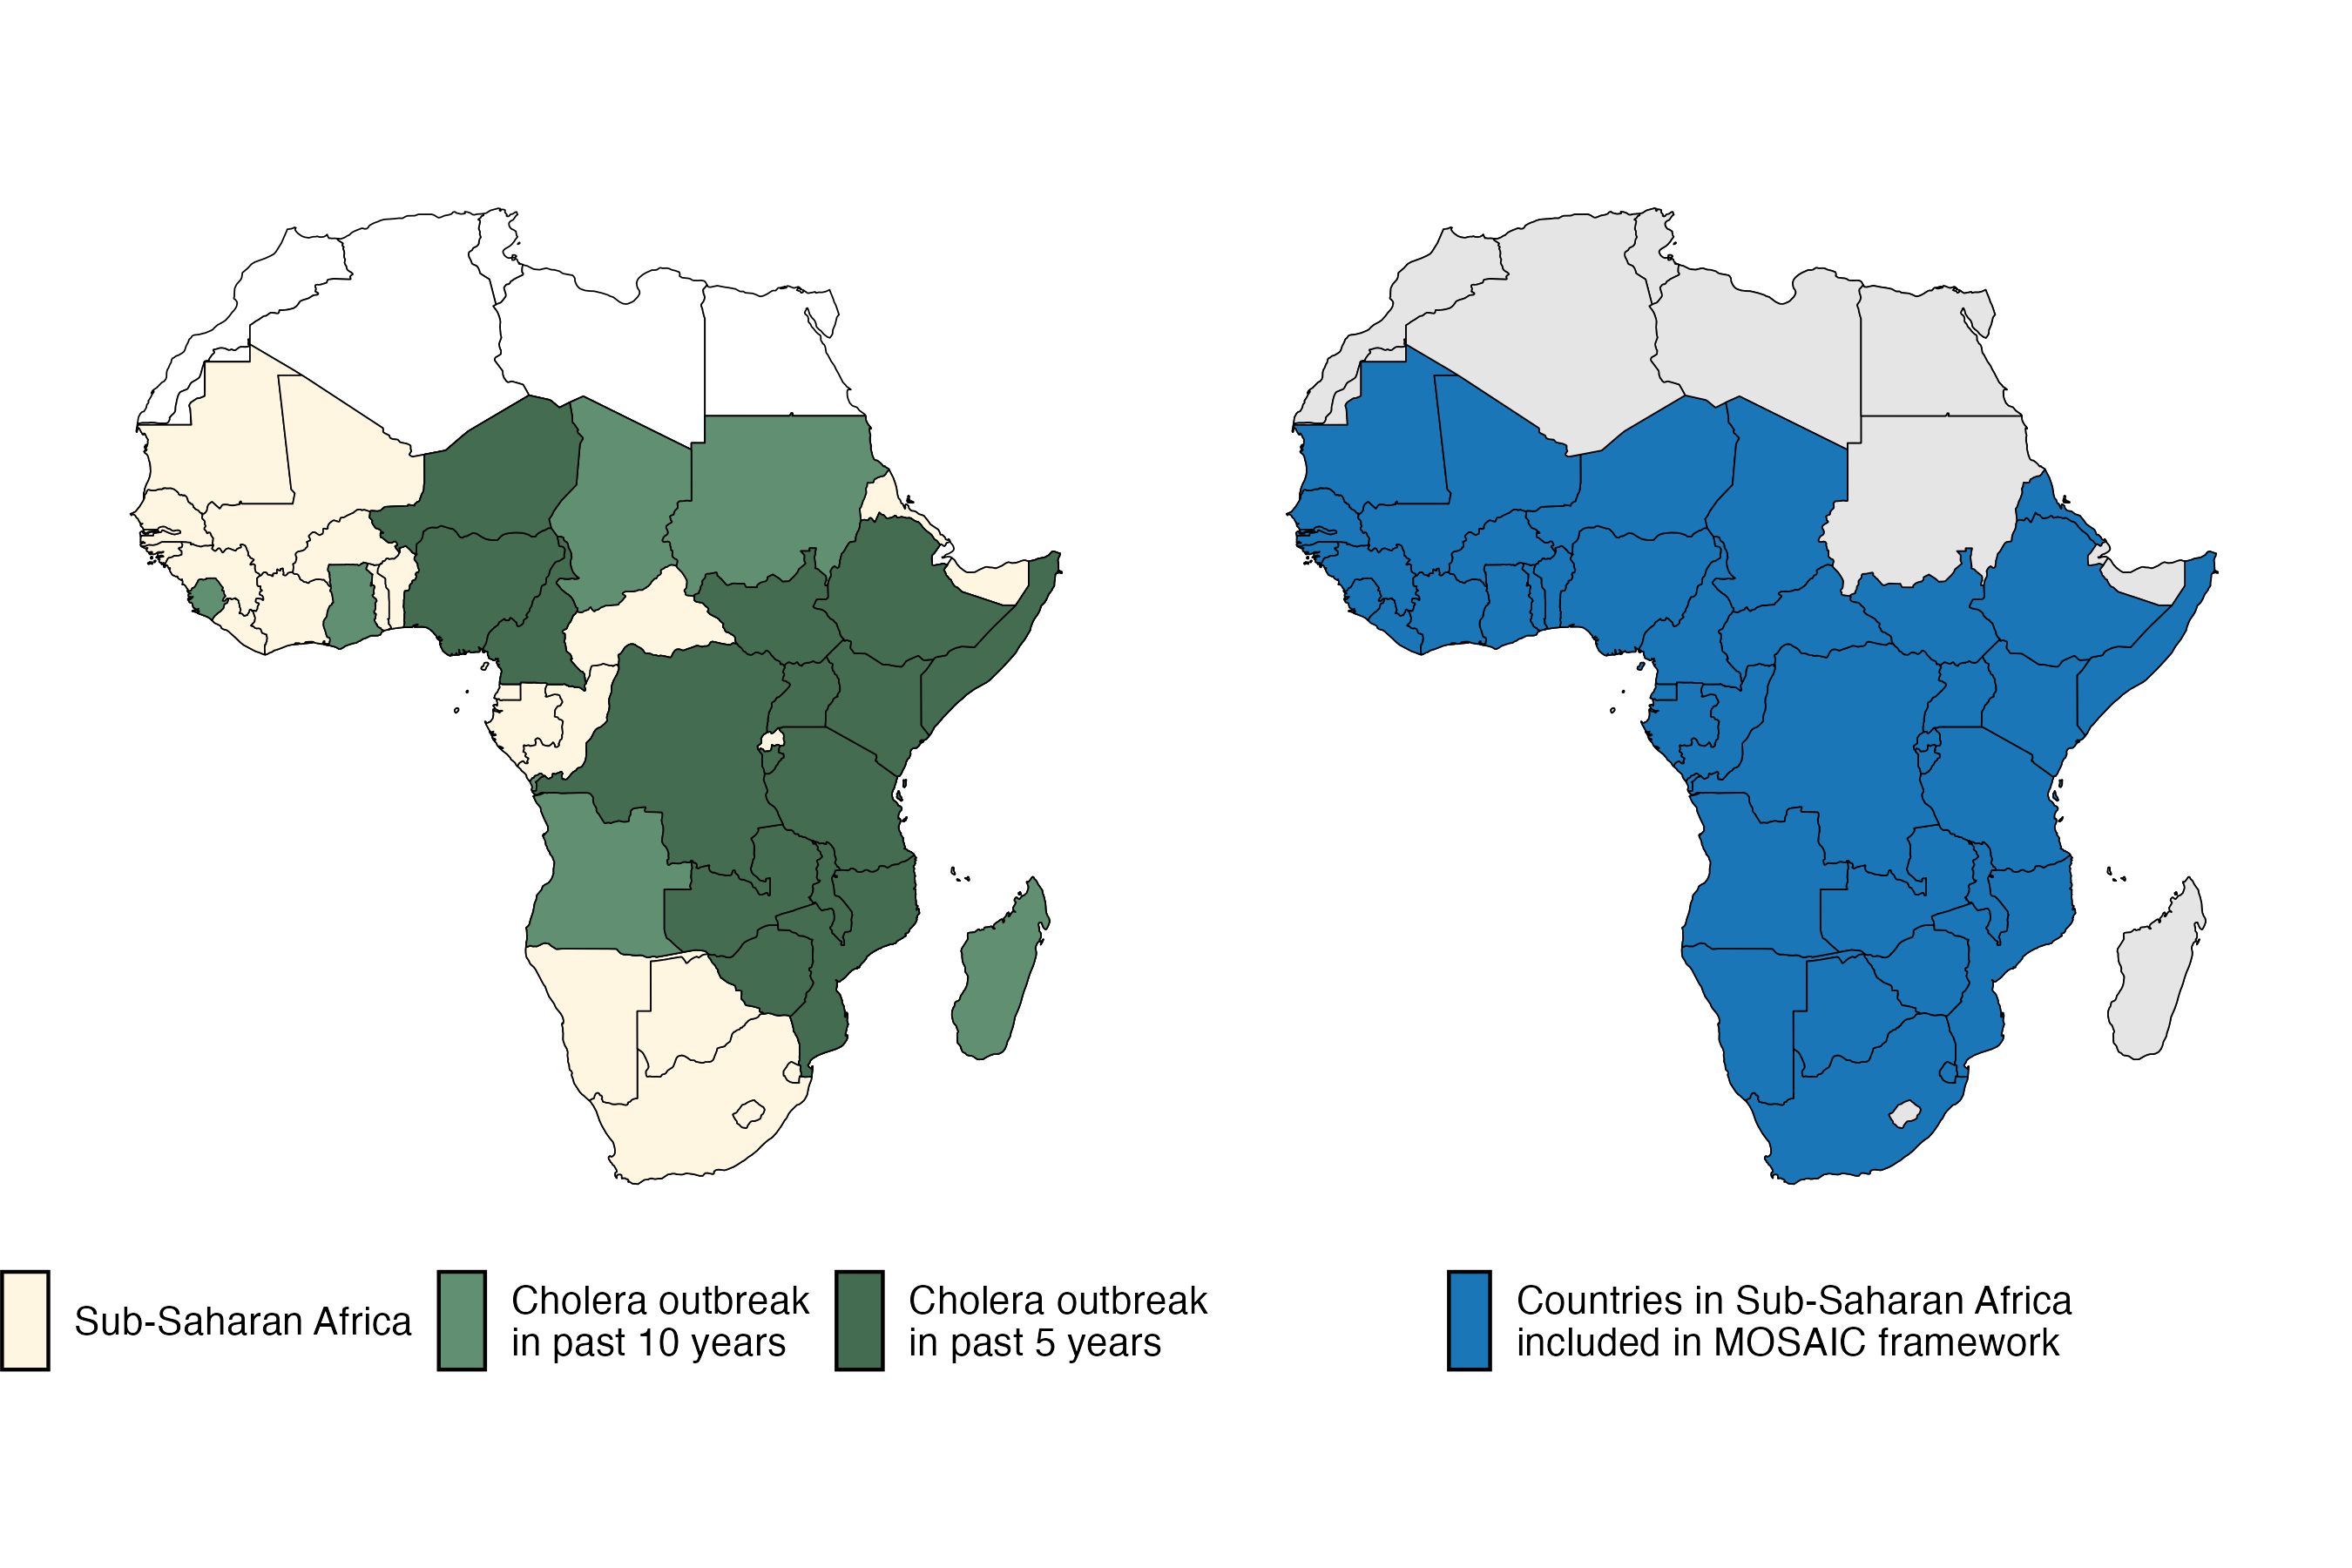 Sub-Saharan Africa
Cholera outbreak
in past 10 years
Cholera outbreak
in past 5 years
Countries in Sub-Saharan Africa
included in MOSAIC framework